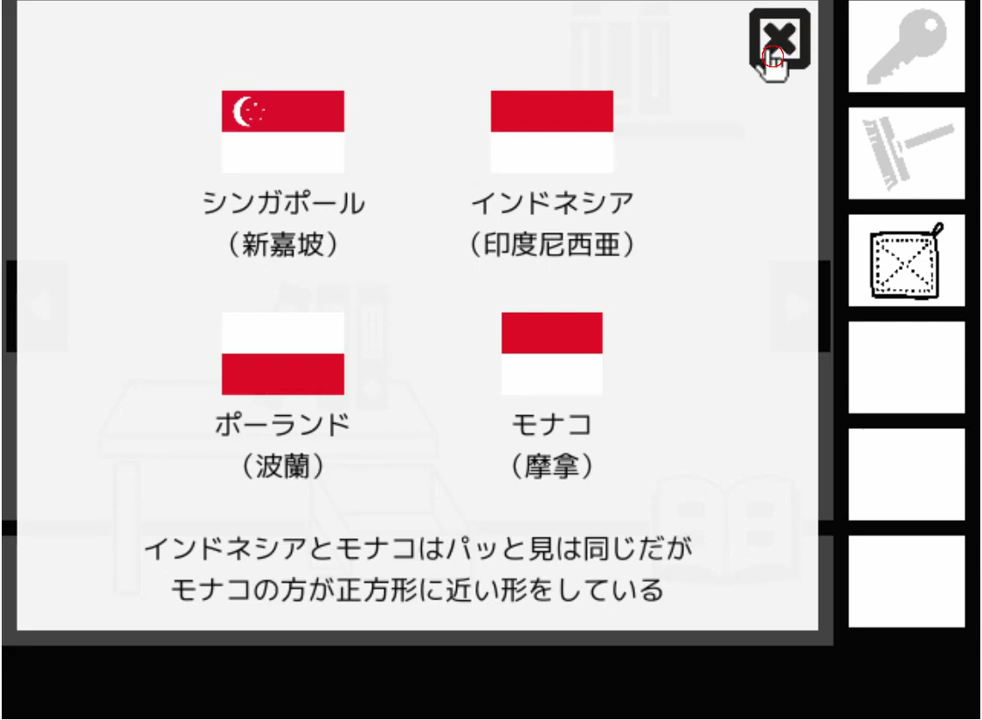 シンガポール
（新嘉坡）
インドネシア
（印度尼西亜）
ポーランド
（波蘭）
モナコ
（摩拿）
インドネシアとモナコはパッと見は同じだが
モナコの方が正方形に近い形をしている